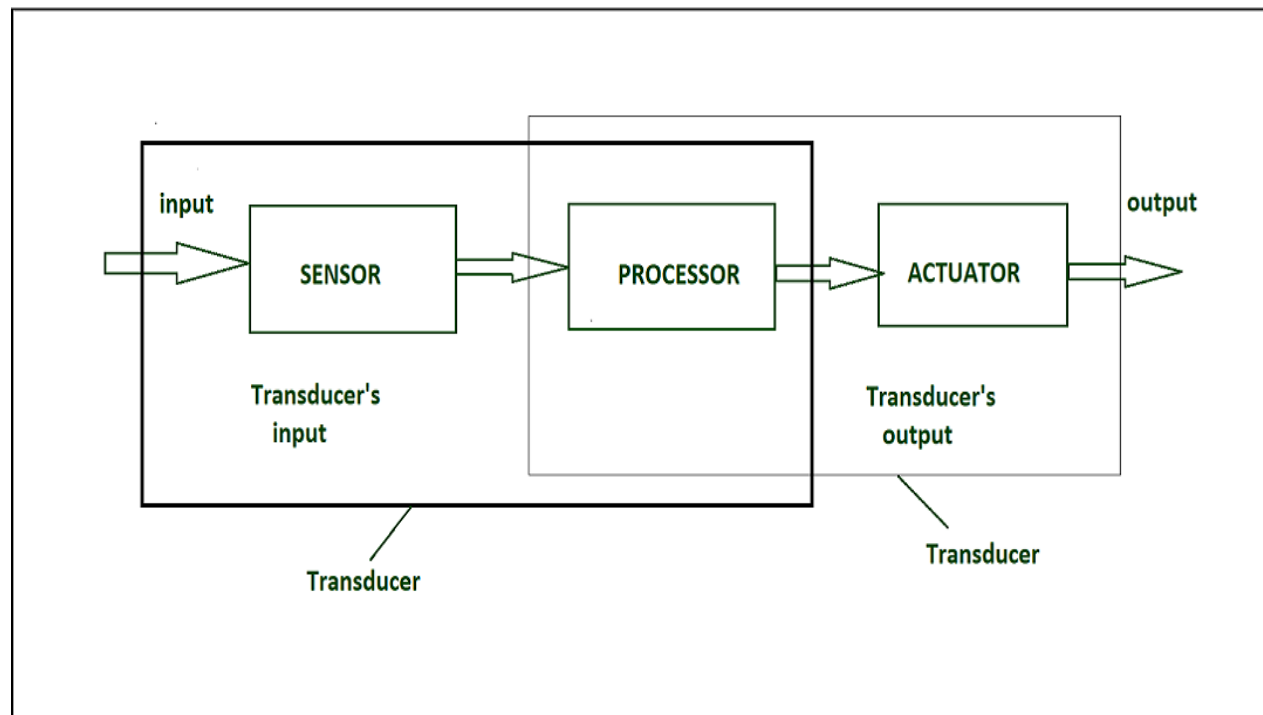 input
output
SENSOR
PROCESSOR
ACTUATOR
Transducer's
input
Transducer's
output
Transducer
Transducer